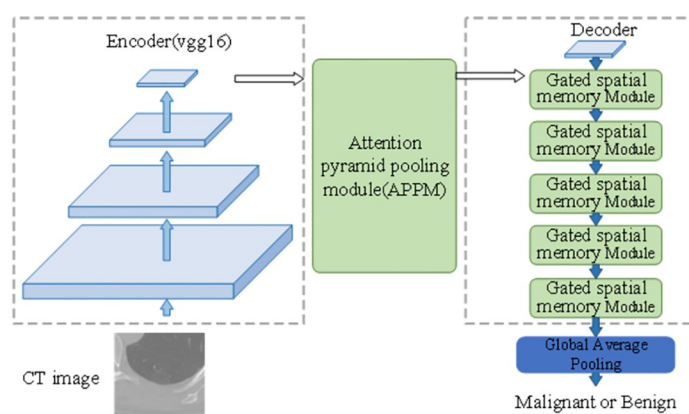 Encoder(vgg16)
Attention
pyramid pooling
module(APPM)
CT image
Decoder
Gated spatial
memory Module
Gated spatial
memory Module
Gated spatial
memory Module
Gated spatial
memory Module
Gated spatial
memory Module
Global Average
Pooling
Malignant or Benign